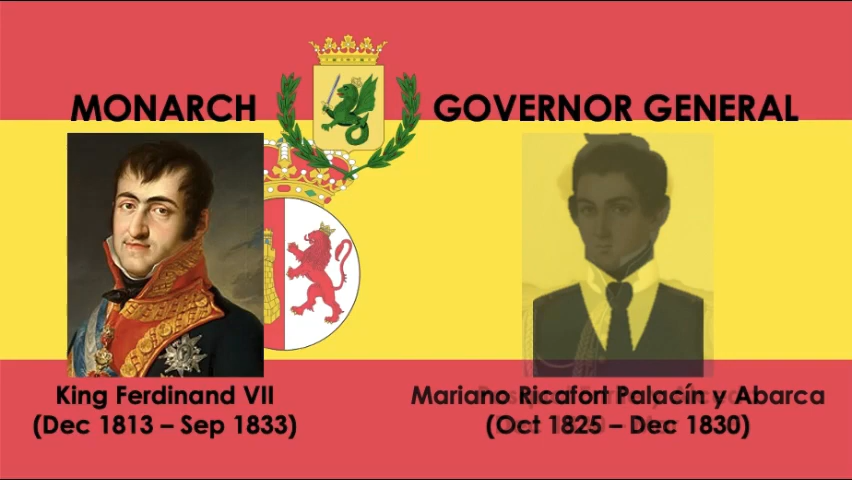 MONARCH
GOVERNOR GENERAL
King Ferdinand VII
(Dec 1813 – Sep 1833)
Mariano Ricafort Palacín y Abarca
(Oct 1825 – Dec 1830)